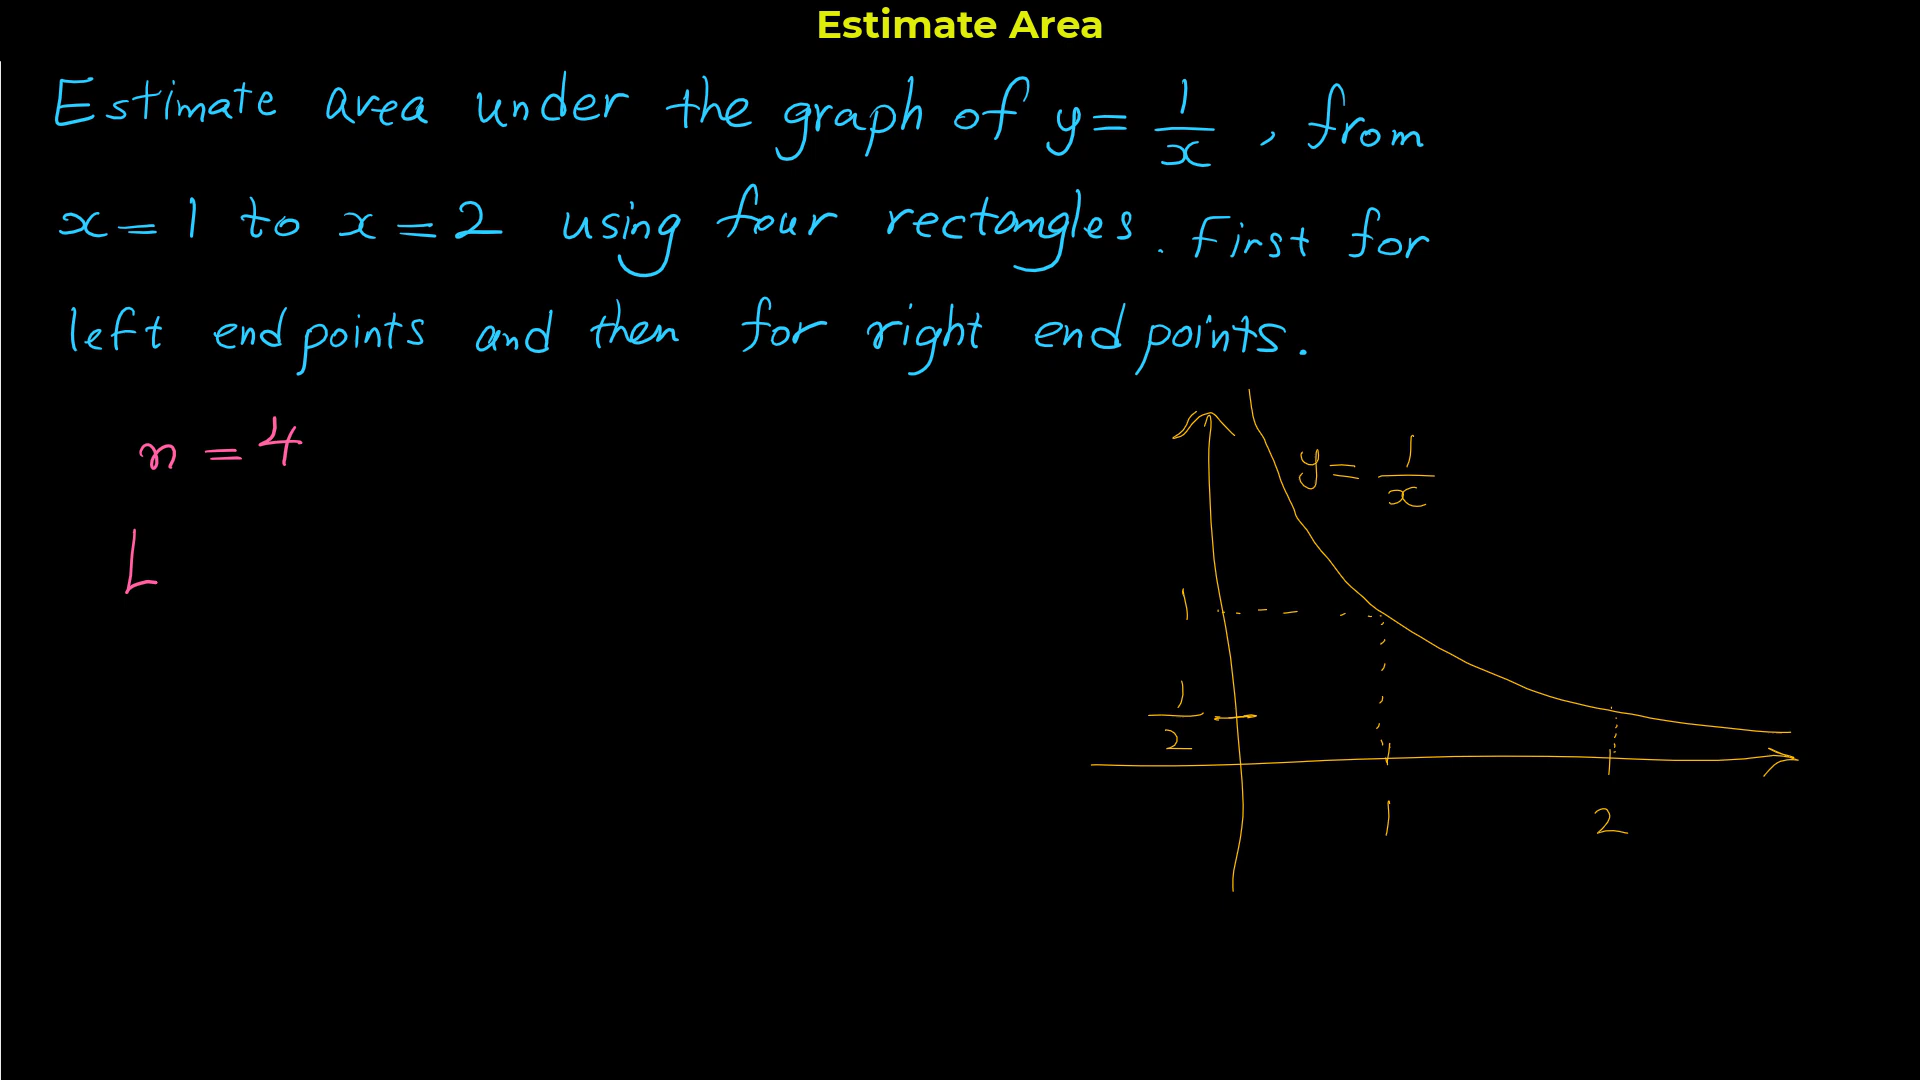 Estimate Area
Estimate area under the graph of y = 1/x , from
x = 1 to x = 2 using four rectangles. First for
left end points and then for right end points.
n = 4
y = 1/x
L
1
1/2
1 2